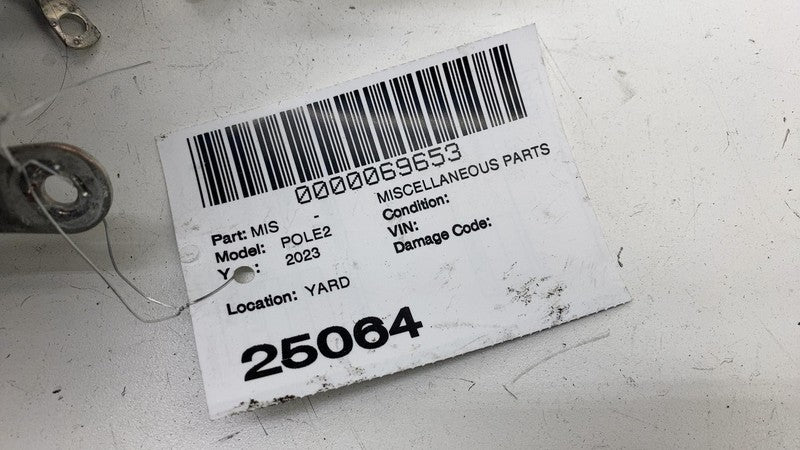 0000069653
Part: MIS - MISCELLANEOUS PARTS
Model: POLE2 Condition:
Y : 2023 VIN:
Damage Code:
Location: YARD
25064